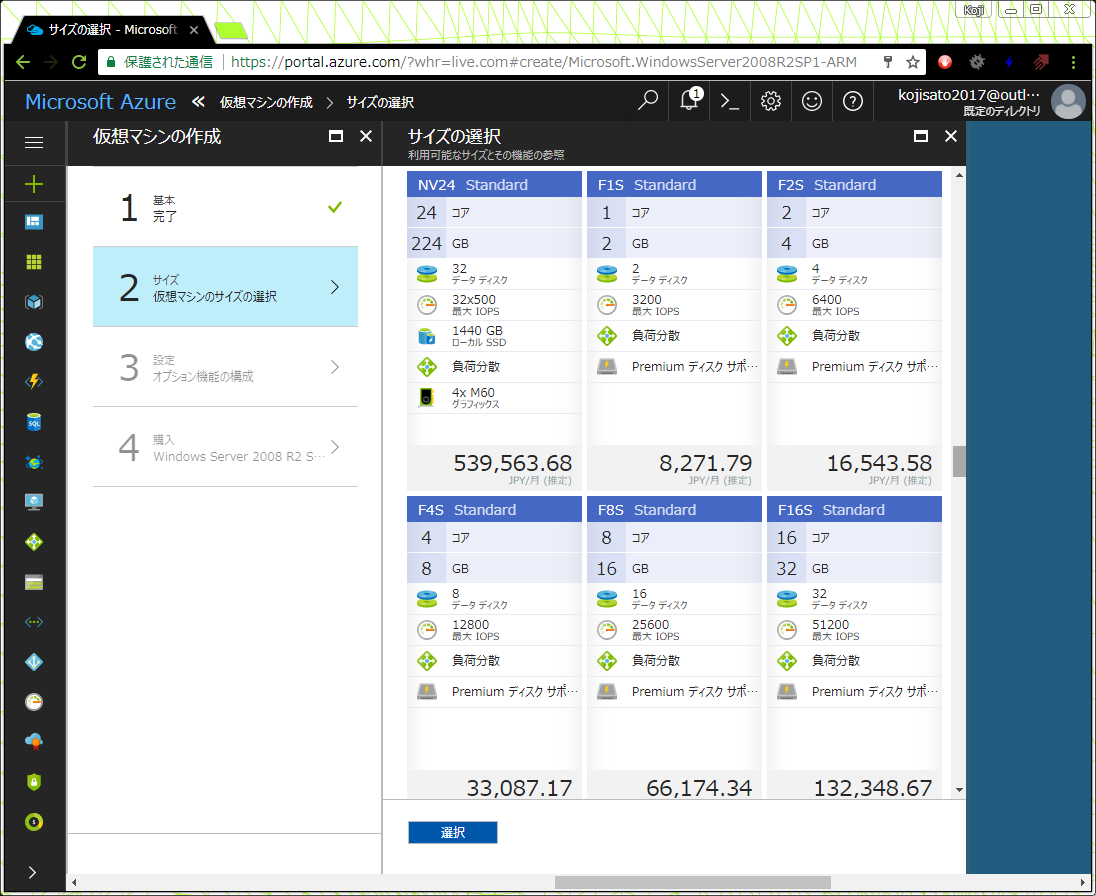 Koji
サイズの選択 - Microsoft
保護された通信
https://portal.azure.com/?whr=live.com#create/Microsoft.WindowsServer2008R2SP1-ARM
Microsoft Azure
仮想マシンの作成
サイズの選択
1
kojisato2017@outl…
既定のディレクトリ
仮想マシンの作成
1
基本
完了
2
サイズ
仮想マシンのサイズの選択
3
設定
オプション機能の構成
4
購入
Windows Server 2008 R2 S…
サイズの選択
利用可能なサイズとその機能の参照
NV24 Standard
24 コア
224 GB
32
データ ディスク
32x500
最大 IOPS
1440 GB
ローカル SSD
負荷分散
4x M60
グラフィックス
539,563.68
JPY/月 (推定)
F1S Standard
1 コア
2 GB
2
データ ディスク
3200
最大 IOPS
負荷分散
Premium ディスク サポ…
8,271.79
JPY/月 (推定)
F2S Standard
2 コア
4 GB
4
データ ディスク
6400
最大 IOPS
負荷分散
Premium ディスク サポ…
16,543.58
JPY/月 (推定)
F4S Standard
4 コア
8 GB
8
データ ディスク
12800
最大 IOPS
負荷分散
Premium ディスク サポ…
33,087.17
F8S Standard
8 コア
16 GB
16
データ ディスク
25600
最大 IOPS
負荷分散
Premium ディスク サポ…
66,174.34
F16S Standard
16 コア
32 GB
32
データ ディスク
51200
最大 IOPS
負荷分散
Premium ディスク サポ…
132,348.67
選択
SQL